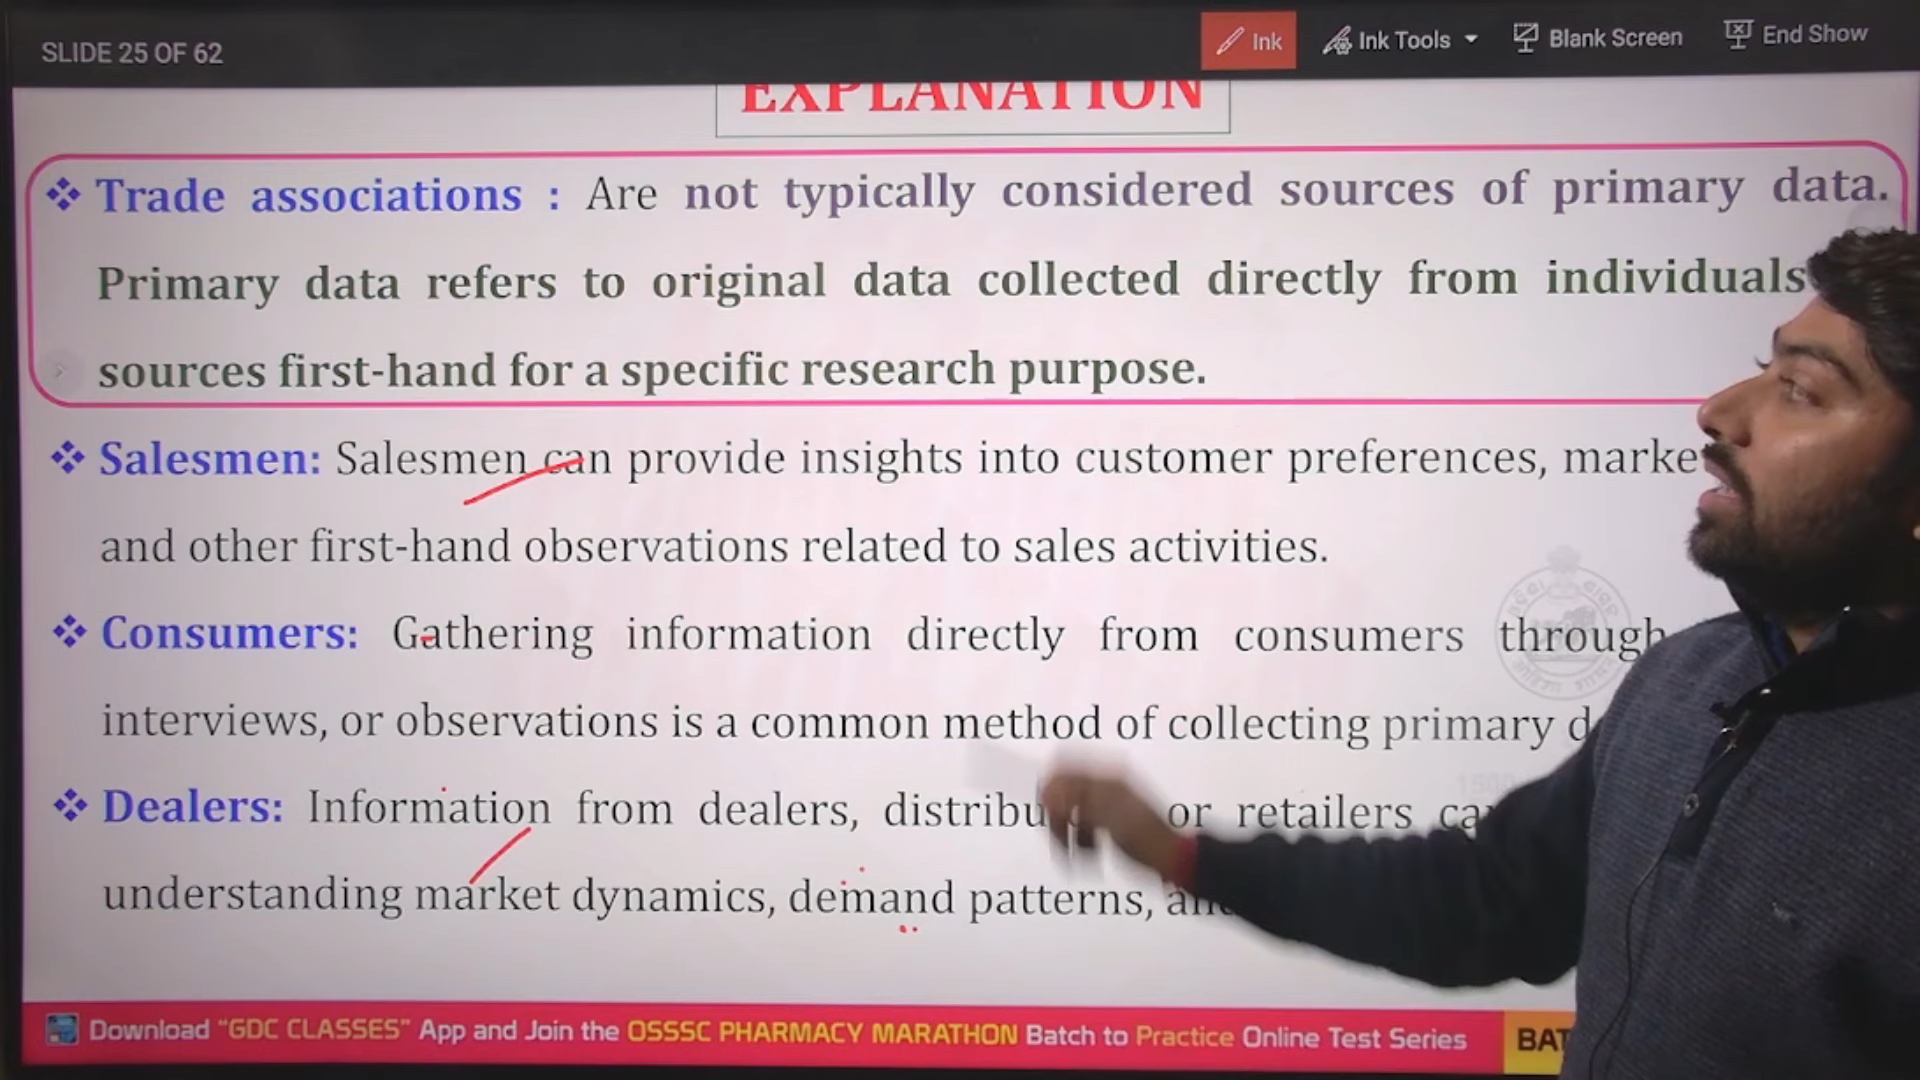 SLIDE 25 OF 62
Ink
Ink Tools
Blank Screen
End Show
EXPLANATION
❖ Trade associations : Are not typically considered sources of primary data.
Primary data refers to original data collected directly from individuals
sources first-hand for a specific research purpose.
❖ Salesmen: Salesmen can provide insights into customer preferences,
and other first-hand observations related to sales activities.
❖ Consumers: Gathering information directly from consumers through
interviews, or observations is a common method of collecting primary
❖ Dealers: Information from dealers, or retailers
understanding market dynamics, demand patterns,
Download "GDC CLASSES" App and Join the OSSSC PHARMACY MARATHON Batch to Practice Online Test Series